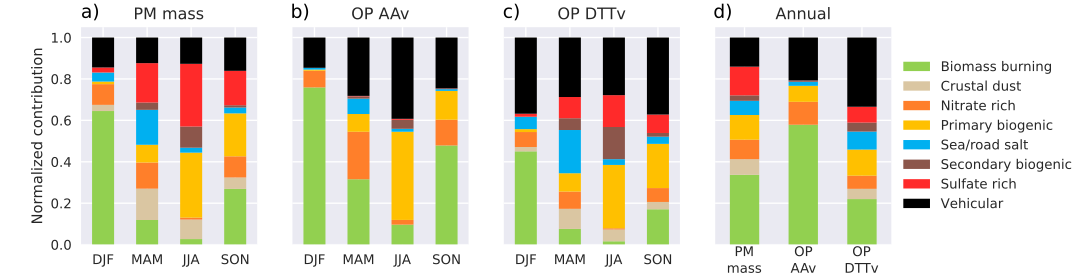 a) PM mass
b) OP AAv
c) OP DTTv
d) Annual
Normalized contribution
1.0
0.8
0.6
0.4
0.2
0.0
DJF MAM JJA SON
DJF MAM JJA SON
DJF MAM JJA SON
PM mass
OP AAv
OP DTTv
Biomass burning
Crustal dust
Nitrate rich
Primary biogenic
Sea/road salt
Secondary biogenic
Sulfate rich
Vehicular